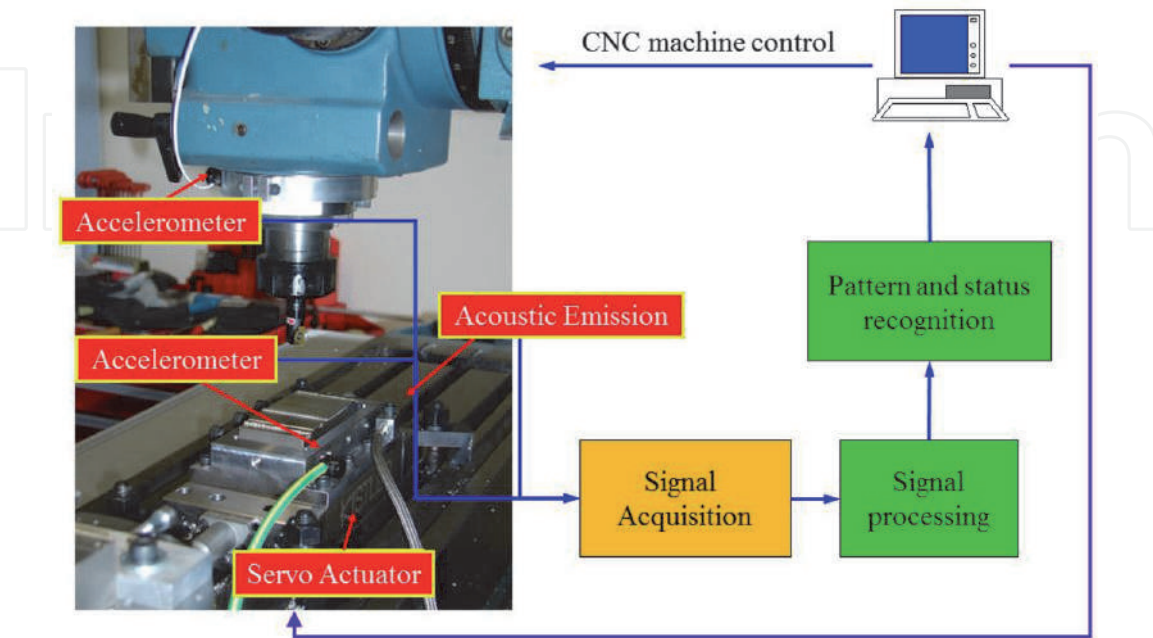 CNC machine control
Accelerometer
Acoustic Emission
Accelerometer
Servo Actuator
Pattern and status
recognition
Signal
Acquisition
Signal
processing